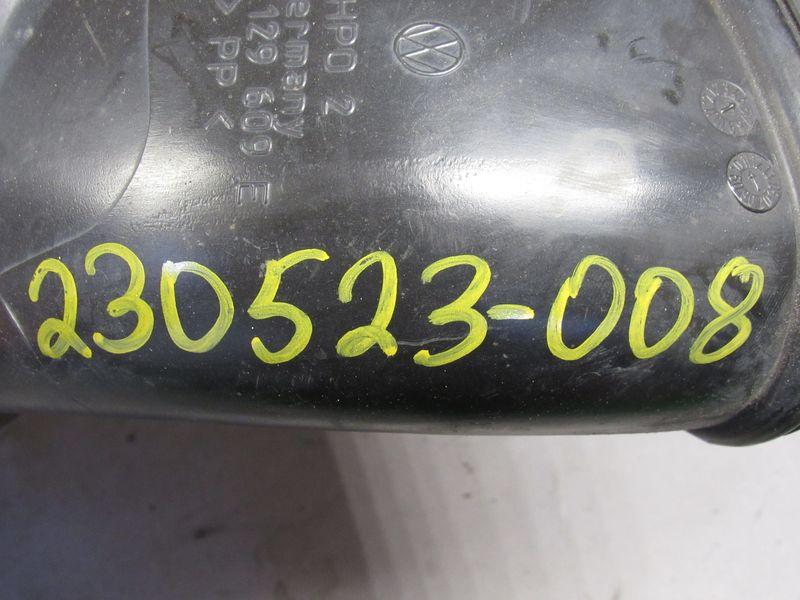 HPO 2
ermany
129 609 E
> PP <
230523-008